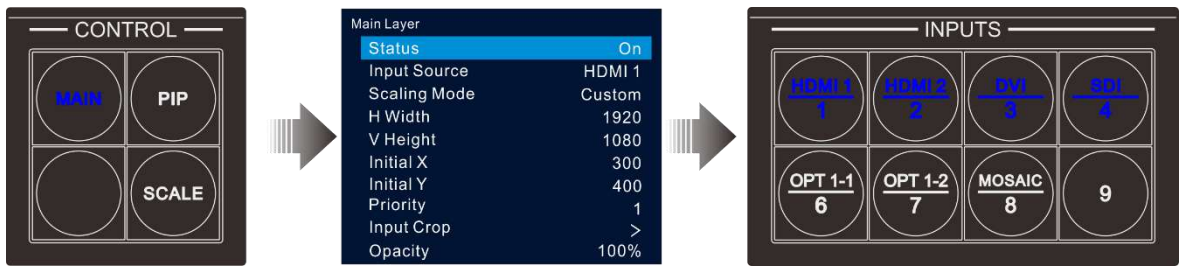 CONTROL
MAIN
PIP
SCALE
Main Layer
Status On
Input Source HDMI 1
Scaling Mode Custom
H Width 1920
V Height 1080
Initial X 300
Initial Y 400
Priority 1
Input Crop >
Opacity 100%
INPUTS
HDMI 1
1
HDMI 2
2
DVI
3
SDI
4
OPT 1-1
6
OPT 1-2
7
MOSAIC
8
9